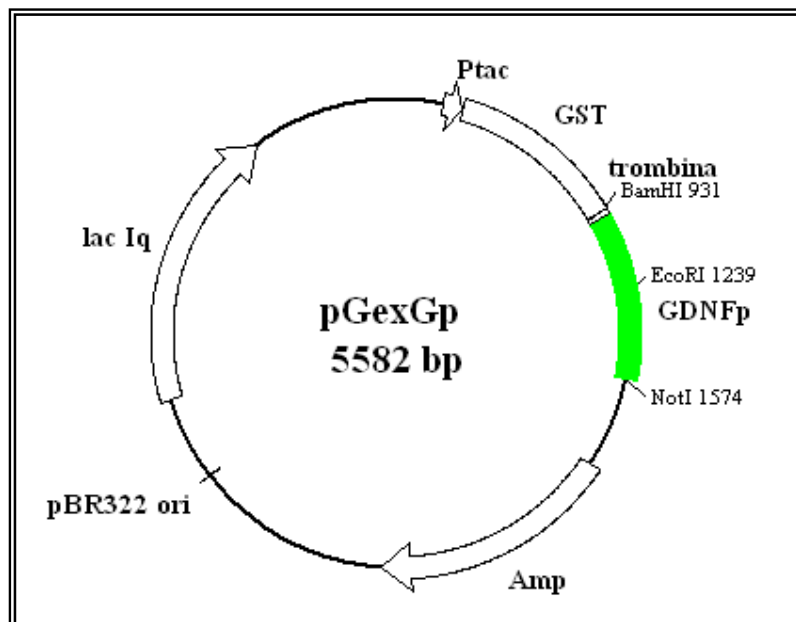 Ptac
GST
trombina
BamHI 931
lac Iq
EcoRI 1239
GDNFp
pGexGp
5582 bp
NotI 1574
pBR322 ori
Amp